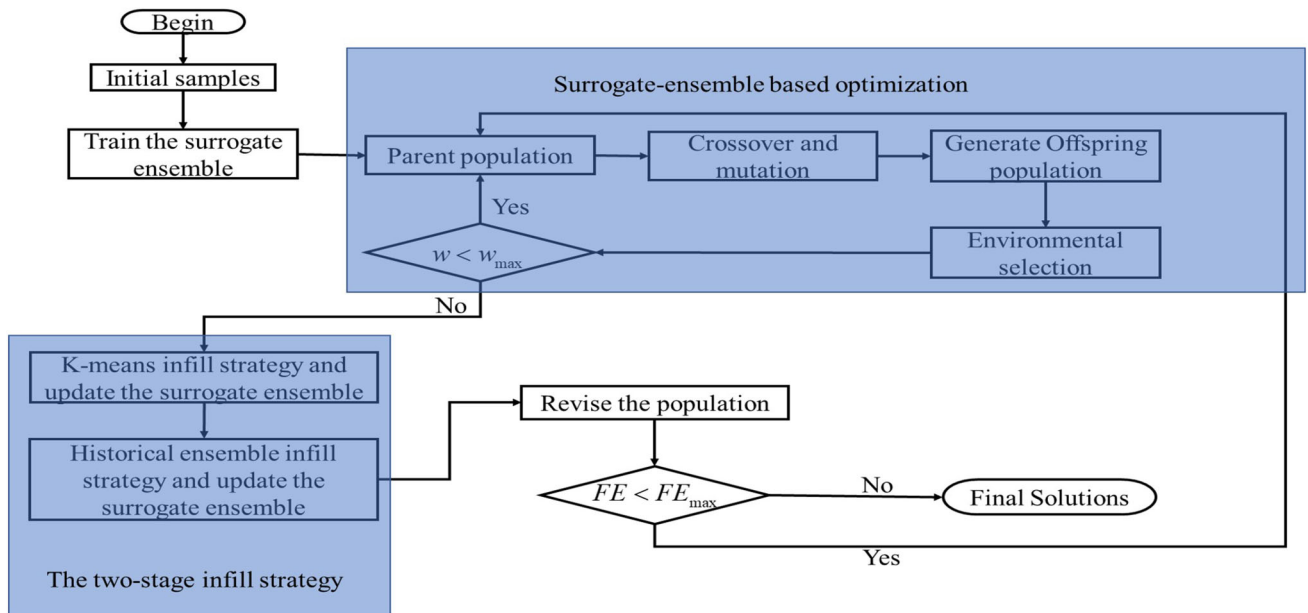 Begin
Initial samples
Train the surrogate
ensemble
Surrogate-ensemble based optimization
Parent population
Crossover and
mutation
Generate Offspring
population
Environmental
selection
w < w_max
Yes
No
K-means infill strategy and
update the surrogate ensemble
Historical ensemble infill
strategy and update the
surrogate ensemble
The two-stage infill strategy
Revise the population
FE < FE_max
No
Final Solutions
Yes